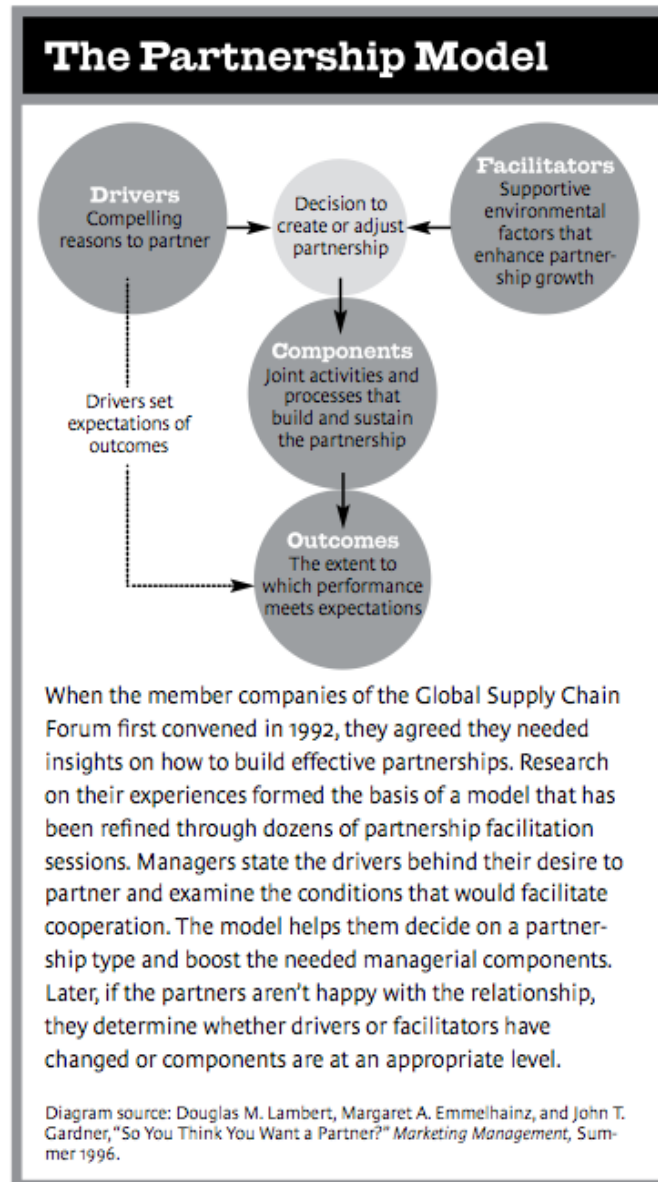 The Partnership Model
Drivers
Compelling
reasons to partner
Decision to
create or adjust
partnership
Facilitators
Supportive
environmental
factors that
enhance partner-
ship growth
Components
Joint activities and
processes that
build and sustain
the partnership
Drivers set
expectations of
outcomes
Outcomes
The extent to
which performance
meets expectations
When the member companies of the Global Supply Chain
Forum first convened in 1992, they agreed they needed
insights on how to build effective partnerships. Research
on their experiences formed the basis of a model that has
been refined through dozens of partnership facilitation
sessions. Managers state the drivers behind their desire to
partner and examine the conditions that would facilitate
cooperation. The model helps them decide on a partner-
ship type and boost the needed managerial components.
Later, if the partners aren't happy with the relationship,
they determine whether drivers or facilitators have
changed or components are at an appropriate level.
Diagram source: Douglas M. Lambert, Margaret A. Emmelhainz, and John T.
Gardner, "So You Think You Want a Partner?" Marketing Management, Sum-
mer 1996.